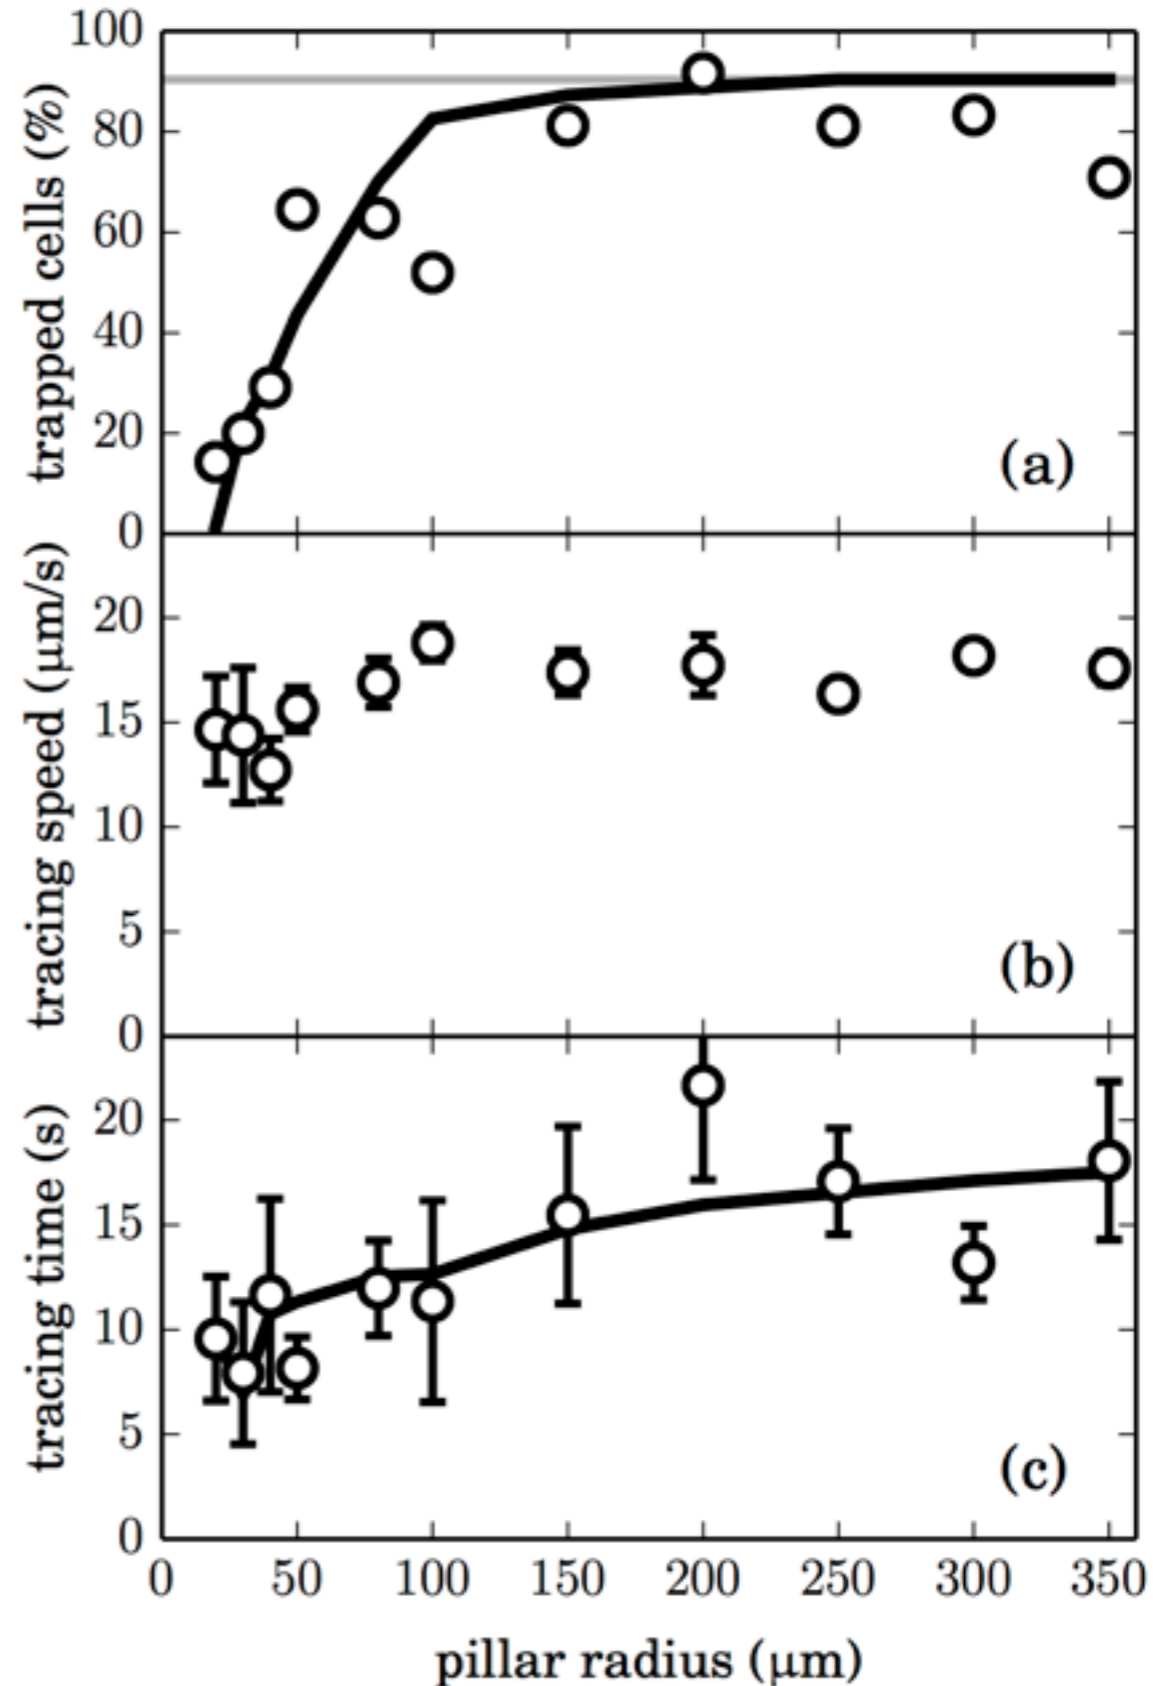 100
80
60
40
20
0
trapped cells (%)
(a)
20
15
10
5
0
tracing speed (μm/s)
(b)
20
15
10
5
0
tracing time (s)
(c)
0 50 100 150 200 250 300 350
pillar radius (μm)